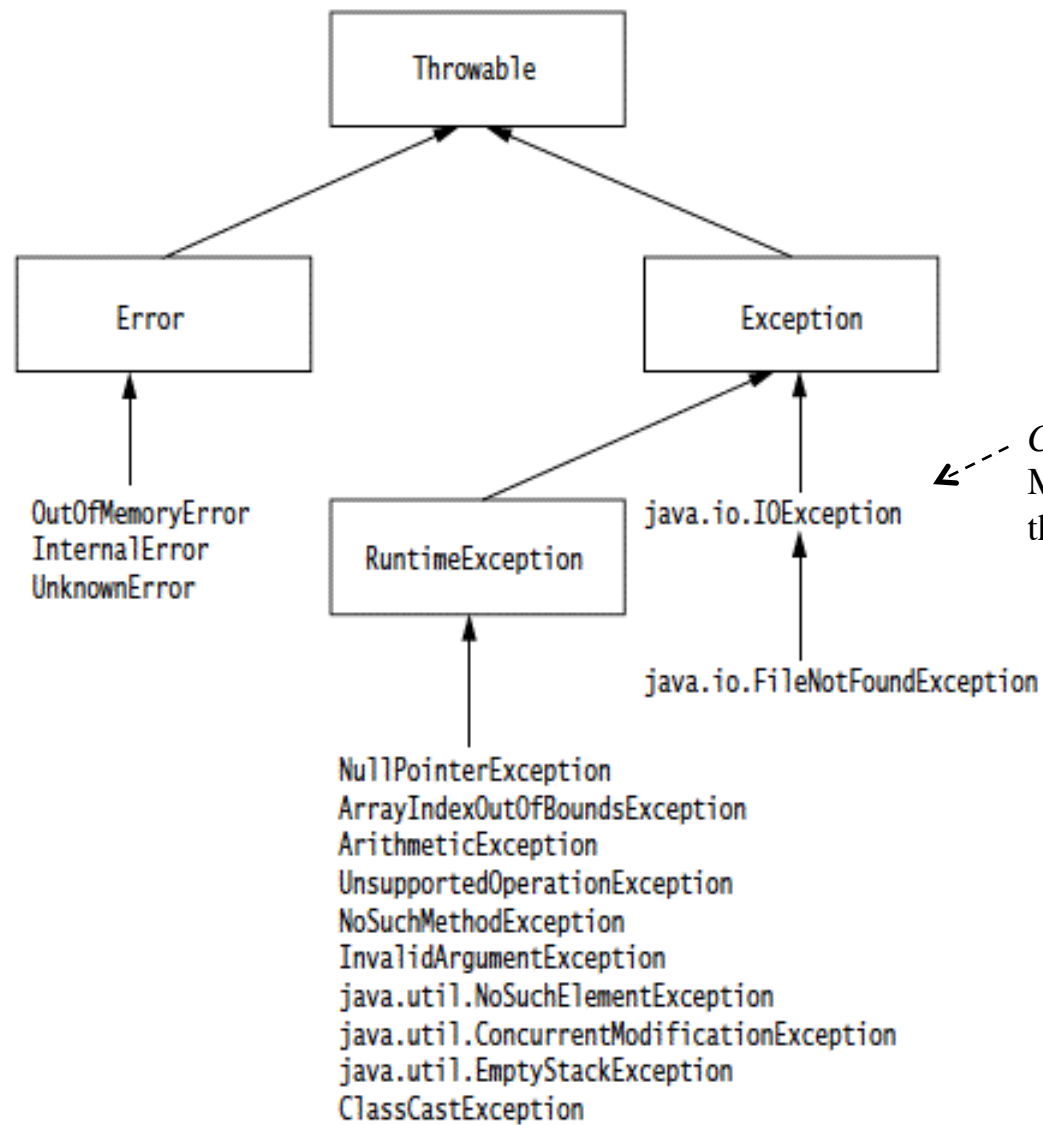 Throwable
Error
Exception
OutOfMemoryError
InternalError
UnknownError
RuntimeException
java.io.IOException
java.io.FileNotFoundException
NullPointerException
ArrayIndexOutOfBoundsException
ArithmeticException
UnsupportedOperationException
NoSuchMethodException
InvalidArgumentException
java.util.NoSuchElementException
java.util.ConcurrentModificationException
java.util.EmptyStackException
ClassCastException